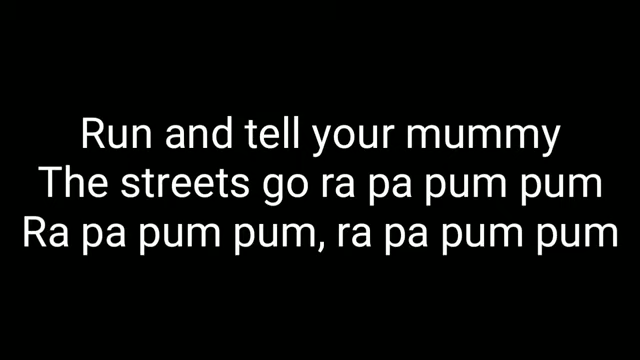 Run and tell your mummy
The streets go ra pa pum pum
Ra pa pum pum, ra pa pum pum